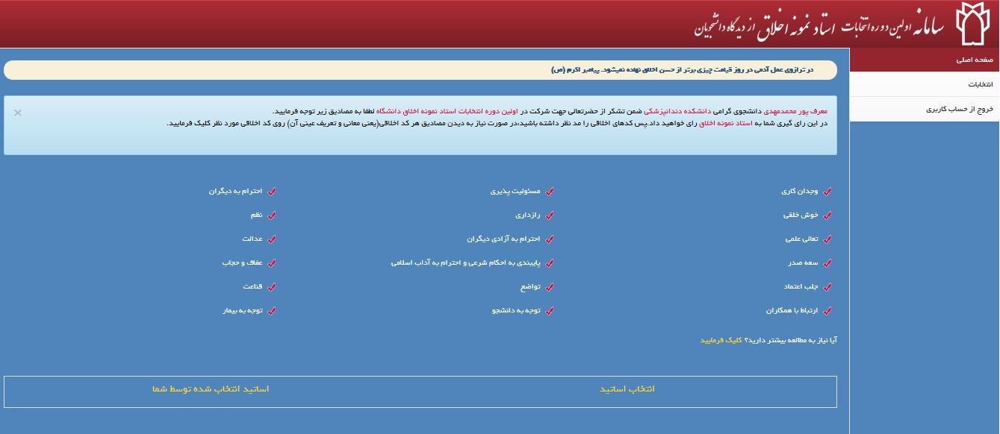 سامانه اولین دوره انتخابات استاد نمونه اخلاق از دیدگاه دانشجویان
صفحه اصلی
انتخابات
خروج از حساب کاربری
در ترازوی عمل آدمی در روز قیامت چیزی برتر از حسن اخلاق نهاده نمیشود. پیامبر اکرم (ص)
×
معرف پور محمدمهدی دانشجوی گرامی دانشکده دندانپزشکی ضمن تشکر از حضرتعالی جهت شرکت در اولین دوره انتخابات استاد نمونه اخلاق دانشگاه لطفا به مصادیق زیر توجه فرمایید.
در این رای گیری شما به استاد نمونه اخلاق رای خواهید داد.پس کدهای اخلاقی را مد نظر داشته باشید،در صورت نیاز به دیدن مصادیق هر کد اخلاقی(یعنی معانی و تعریف عینی آن) روی کد اخلاقی مورد نظر کلیک فرمایید.
وجدان کاری مسئولیت پذیری احترام به دیگران
خوش خلقی رازداری نظم
تعالی علمی احترام به آزادی دیگران عدالت
سعه صدر پایبندی به احکام شرعی و احترام به آداب اسلامی عفاف و حجاب
جلب اعتماد تواضع قناعت
ارتباط با همکاران توجه به دانشجو توجه به بیمار
آیا نیاز به مطالعه بیشتر دارید؟ کلیک فرمایید
انتخاب اساتید اساتید انتخاب شده توسط شما